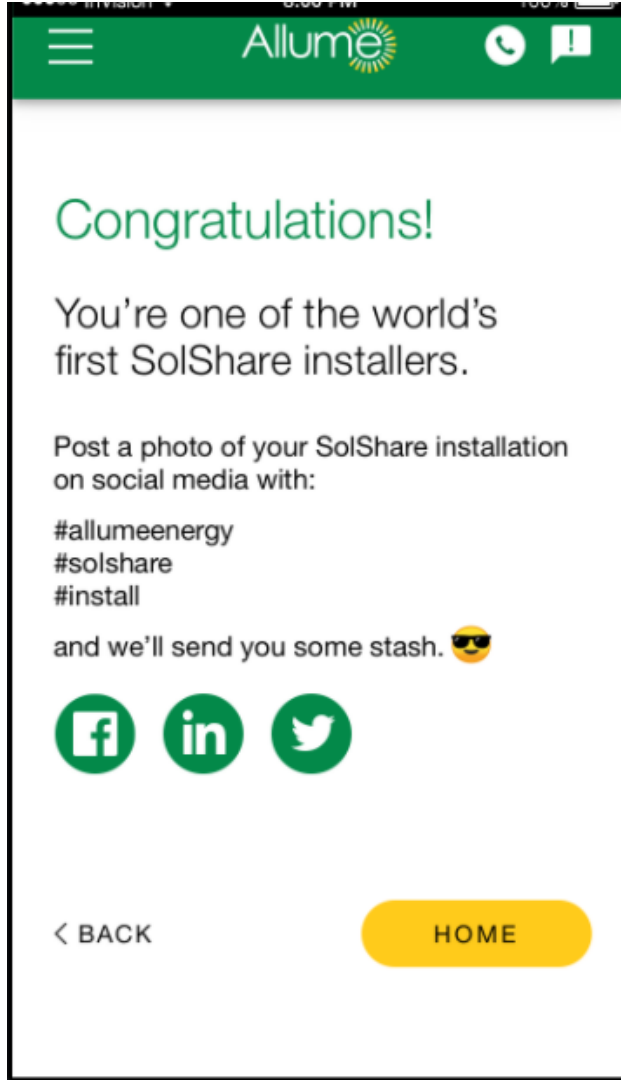 Allume
Congratulations!
You're one of the world's
first SolShare installers.
Post a photo of your SolShare installation
on social media with:
#allumeenergy
#solshare
#install
and we'll send you some stash. 😎
< BACK
HOME